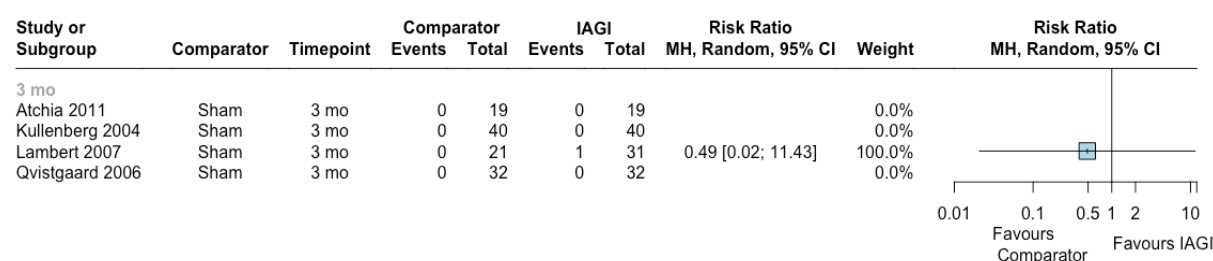 Study or Comparator IAGI Risk Ratio Risk Ratio
Subgroup Comparator Timepoint Events Total Events Total MH, Random, 95% CI Weight MH, Random, 95% CI
3 mo
Atchia 2011 Sham 3 mo 0 19 0 19 0.0%
Kullenberg 2004 Sham 3 mo 0 40 0 40 0.0%
Lambert 2007 Sham 3 mo 0 21 1 31 0.49 [0.02; 11.43] 100.0%
Qvistgaard 2006 Sham 3 mo 0 32 0 32 0.0%
0.01 0.1 0.5 1 2 10
Favours
Comparator Favours IAGI